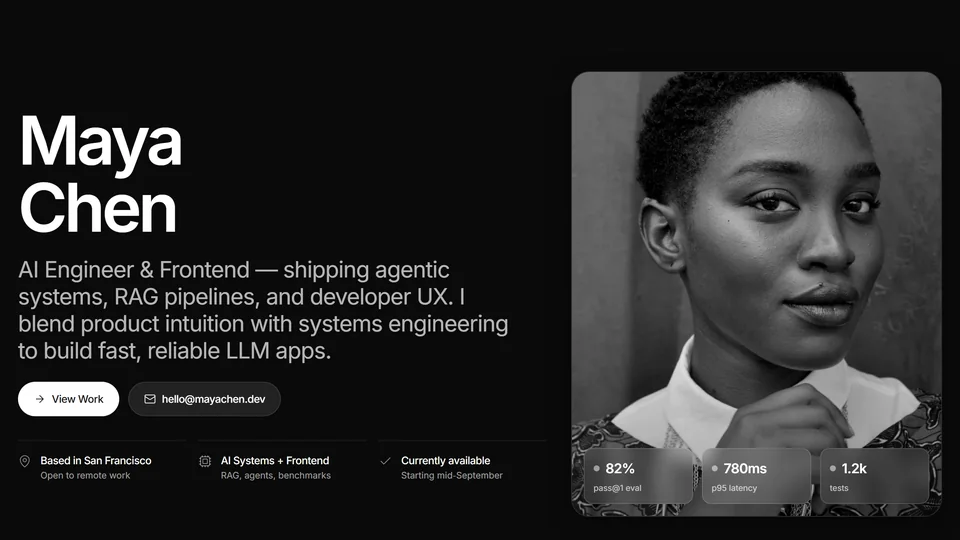 Maya
Chen
AI Engineer & Frontend — shipping agentic
systems, RAG pipelines, and developer UX. I
blend product intuition with systems engineering
to build fast, reliable LLM apps.
View Work
hello@mayachen.dev
Based in San Francisco
Open to remote work
AI Systems + Frontend
RAG, agents, benchmarks
Currently available
Starting mid-September
82%
pass@1 eval
780ms
p95 latency
1.2k
tests